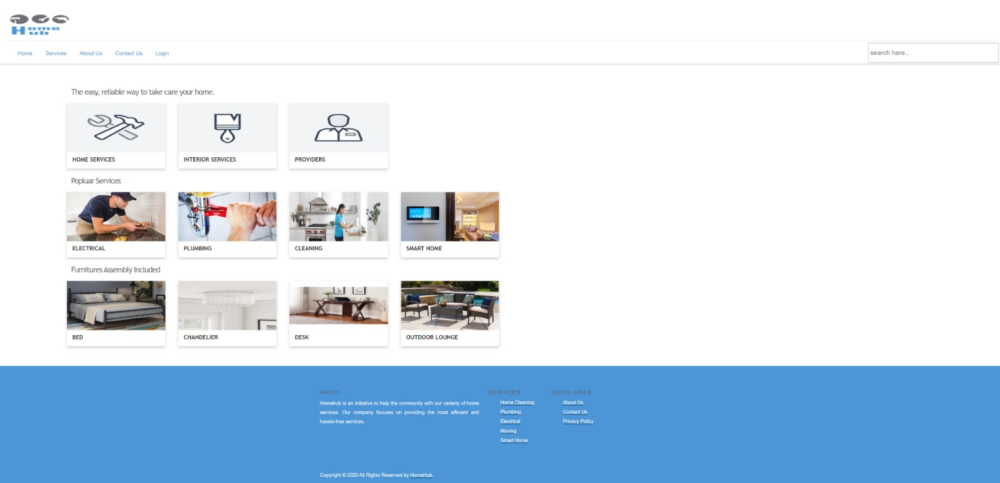 Home
Hub
Home Services About Us Contact Us Login
search here..
The easy, reliable way to take care your home.
HOME SERVICES INTERIOR SERVICES PROVIDERS
Popluar Services
ELECTRICAL PLUMBING CLEANING SMART HOME
Furnitures Assembly Included
BED CHANDELIER DESK OUTDOOR LOUNGE
ABOUT
Homehub is an initiative to help the community with our varierty of home
services. Our company focuses on providing the most efficient and
hassle-free services.
SERIVCES
Home Cleaning
Plumbing
Electrical
Moving
Smart Home
QUICK LINKS
About Us
Contact Us
Privacy Policy
Copyright © 2020 All Rights Reserved by HomeHub.